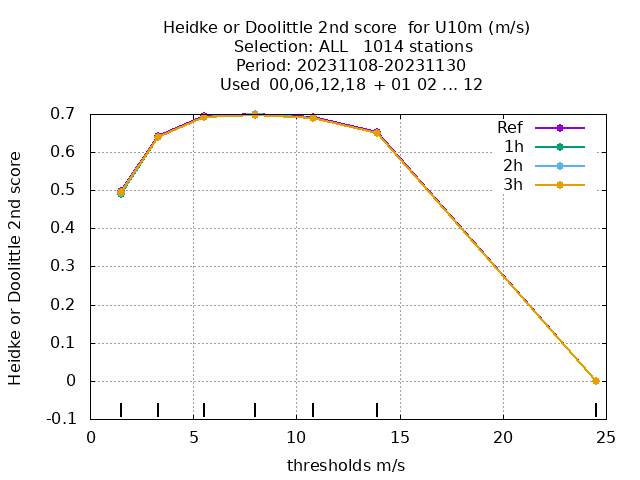 Heidke or Doolittle 2nd score  for U10m (m/s)
Selection: ALL   1014 stations
Period: 20231108-20231130
Used  00,06,12,18  + 01 02 ... 12
Heidke or Doolittle 2nd score
0.7
0.6
0.5
0.4
0.3
0.2
0.1
0
-0.1
Ref
1h
2h
3h
0 5 10 15 20 25
thresholds m/s